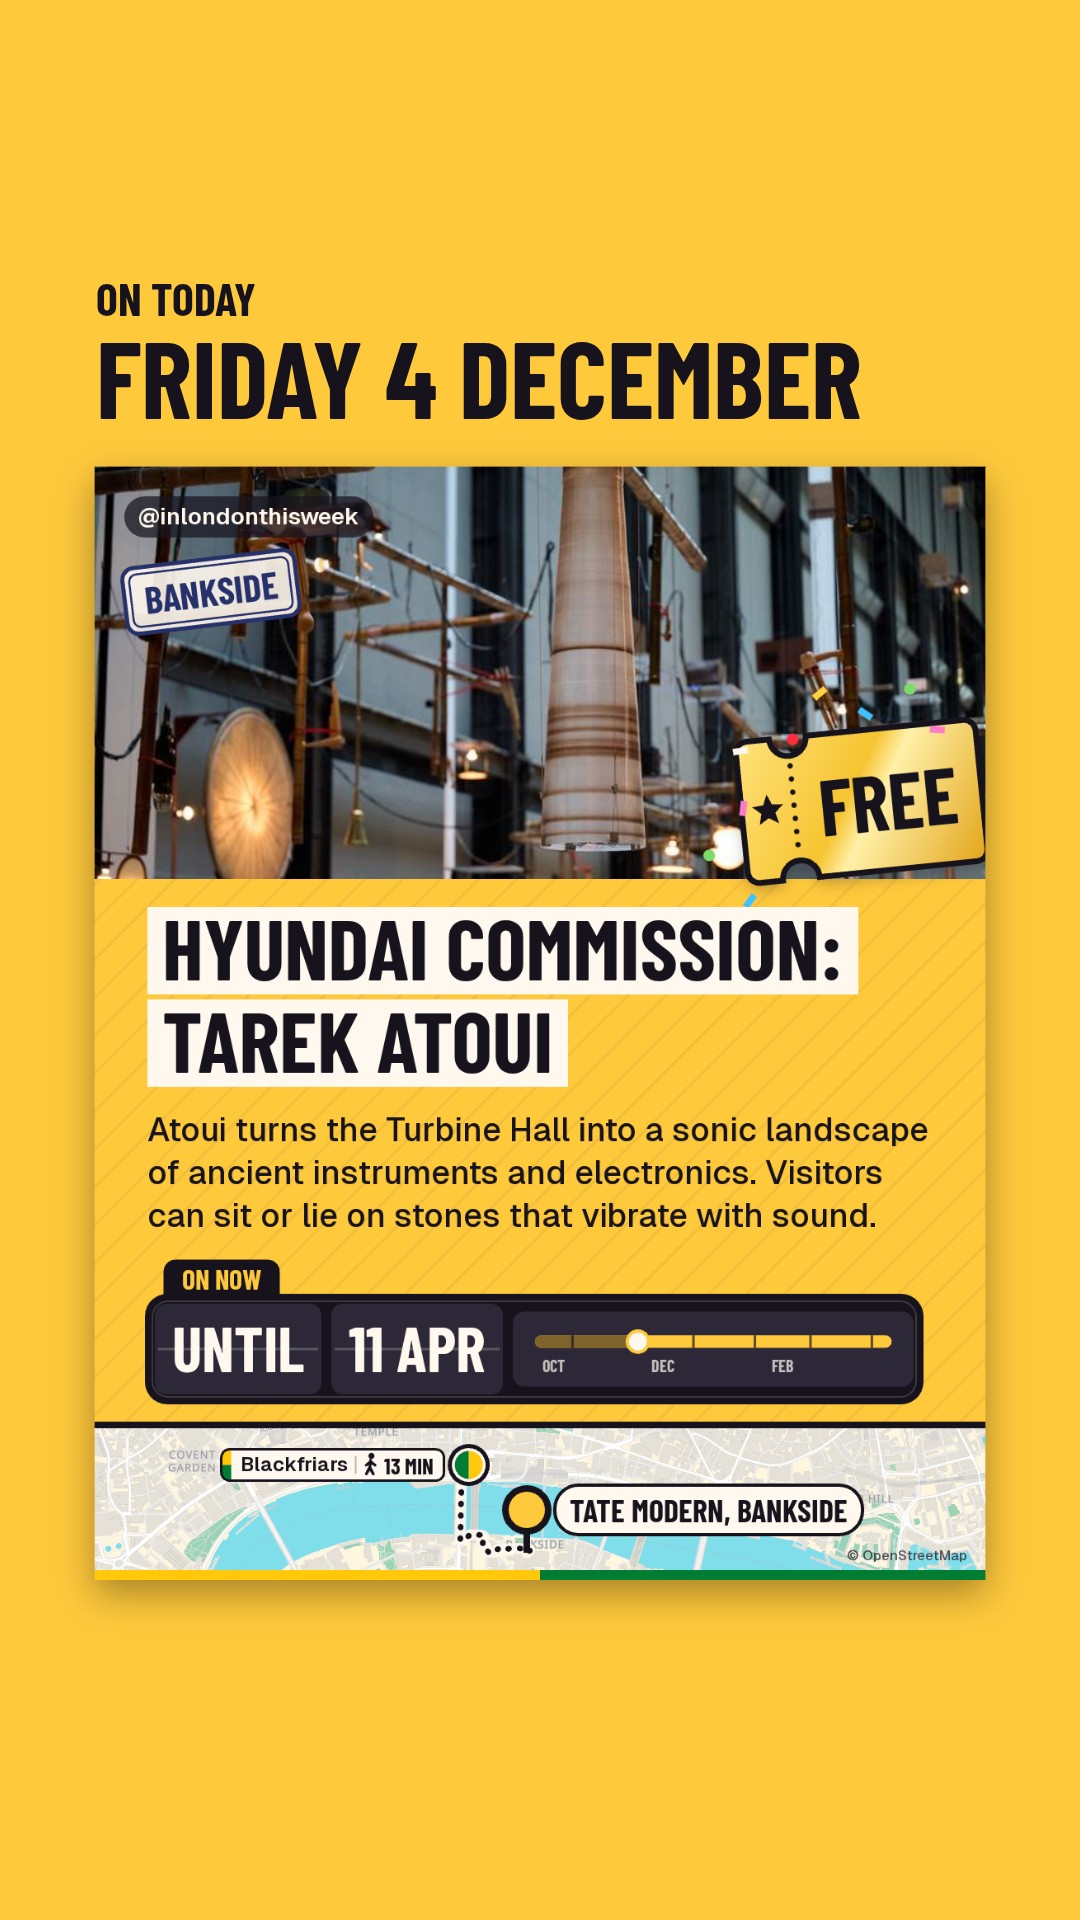 ON TODAY
FRIDAY 4 DECEMBER
@inlondonthisweek
BANKSIDE
FREE
HYUNDAI COMMISSION:
TAREK ATOUI
Atoui turns the Turbine Hall into a sonic landscape
of ancient instruments and electronics. Visitors
can sit or lie on stones that vibrate with sound.
ON NOW
UNTIL 11 APR
OCT DEC FEB
TEMPLE
COVENT
GARDEN
Blackfriars 13 MIN
TATE MODERN, BANKSIDE
HILL
© OpenStreetMap